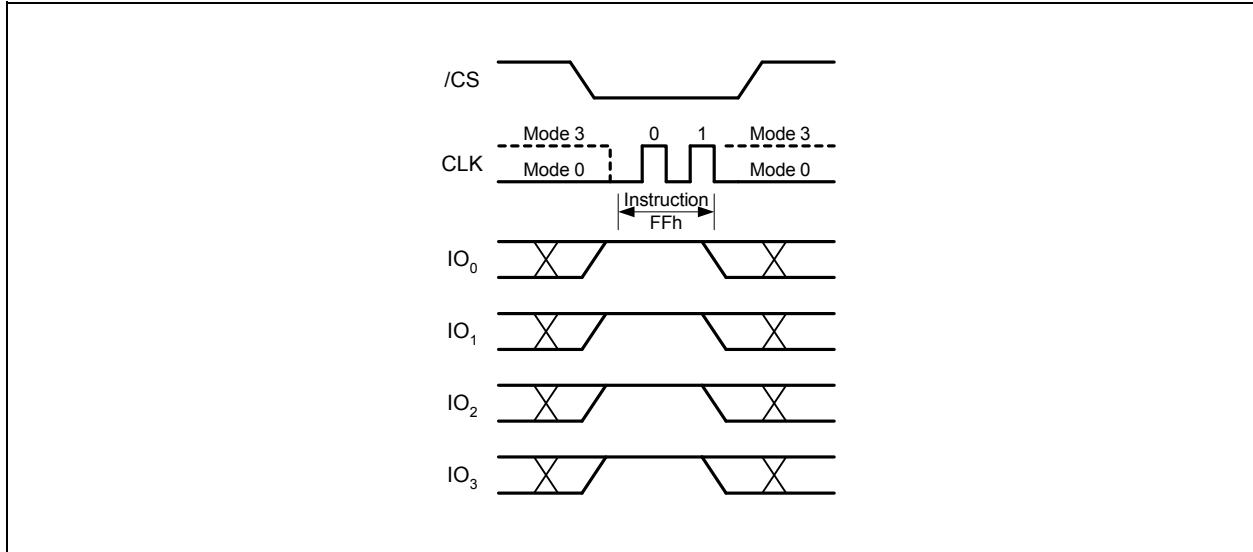 /CS
Mode 3 0 1 Mode 3
CLK
Mode 0 Mode 0
Instruction
FFh
IO0
IO1
IO2
IO3